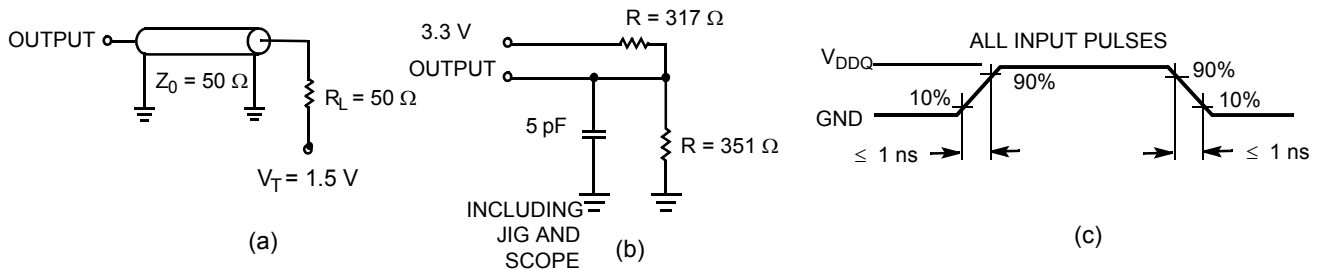 OUTPUT
Z0 = 50 Ω
RL = 50 Ω
VT = 1.5 V
(a)
R = 317 Ω
3.3 V
OUTPUT
5 pF
R = 351 Ω
INCLUDING
JIG AND
SCOPE
(b)
ALL INPUT PULSES
VDDQ
GND
10%
90%
90%
10%
≤ 1 ns
≤ 1 ns
(c)